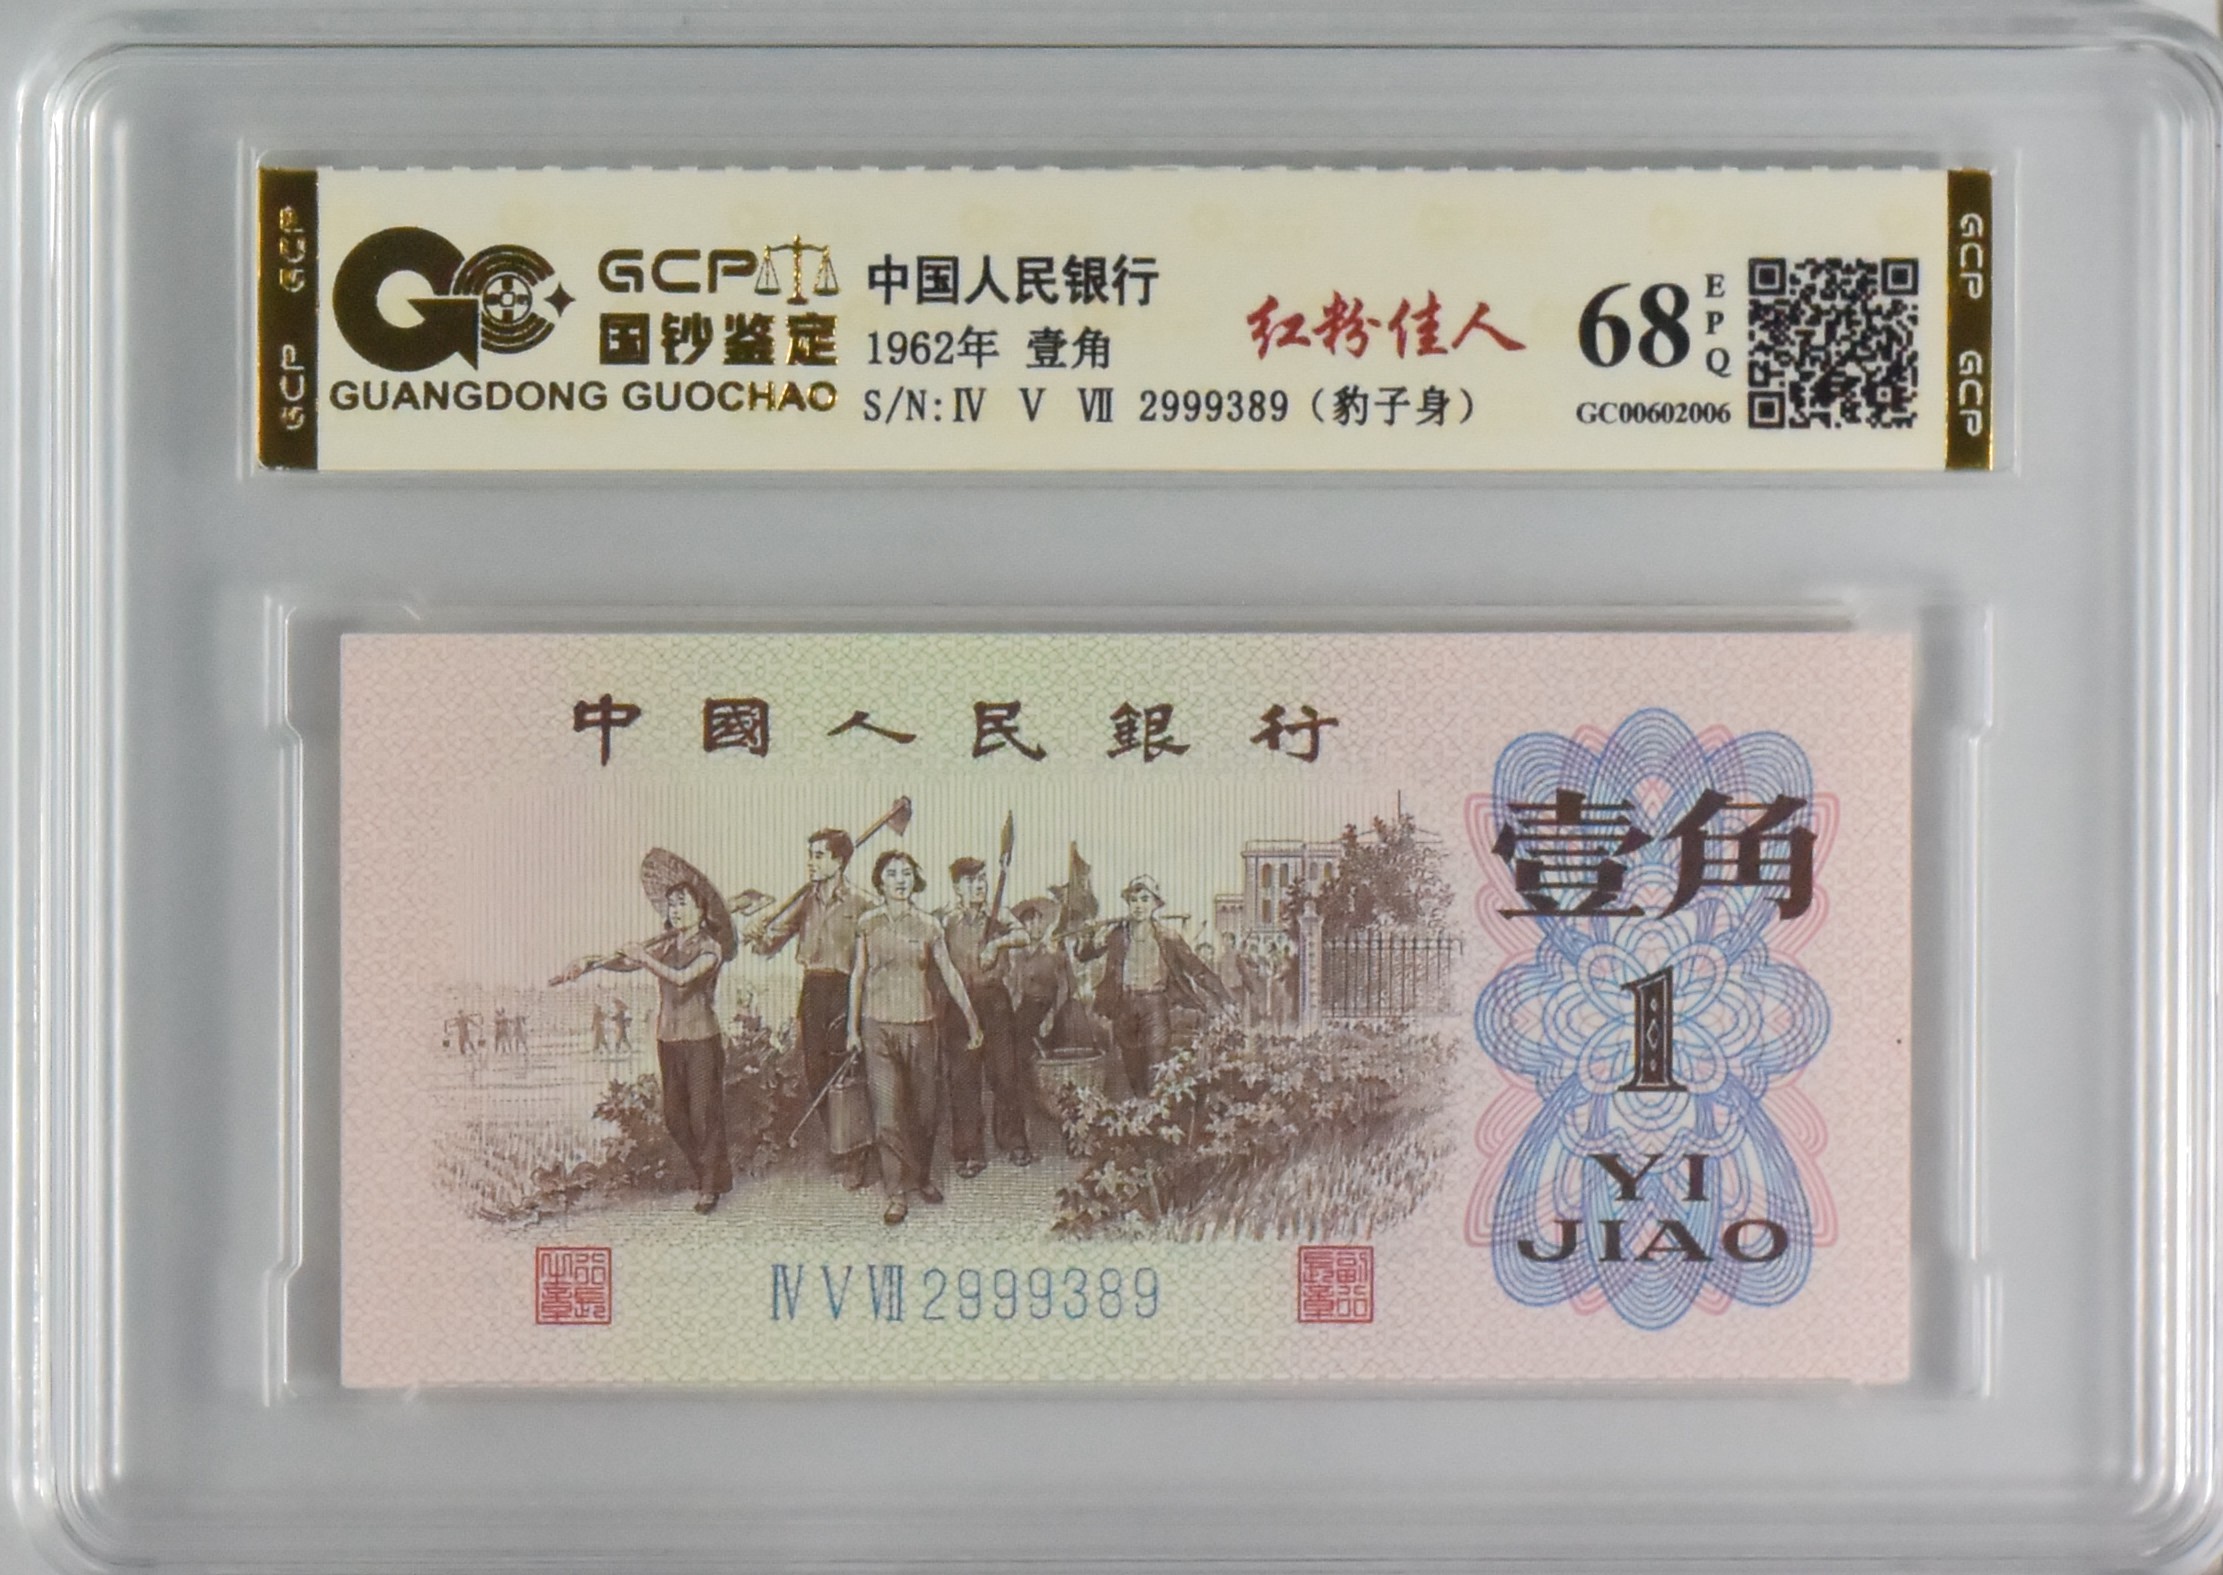 GCP
国钞鉴定
GUANGDONG GUOCHAO
中国人民银行
1962年 壹角
S/N:Ⅳ Ⅴ Ⅶ 2999389（豹子身）
红粉佳人
68
EPQ
GC00602006
GCP GCP
GCP GCP
中國人民銀行
壹角
1
YI
JIAO
ⅣⅤⅦ2999389